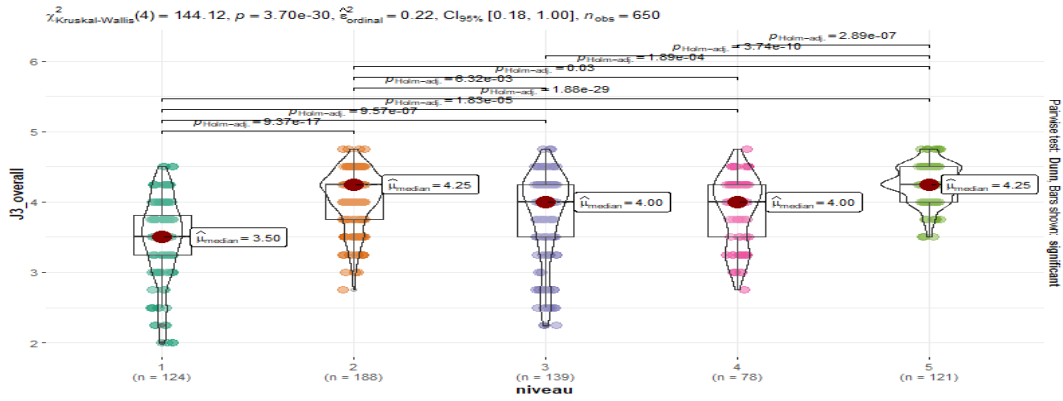 χ²Kruskal-Wallis(4) = 144.12, p = 3.70e-30, ε̂²ordinal = 0.22, CI95% [0.18, 1.00], nobs = 650
pHolm-adj. = 2.89e-07
pHolm-adj. = 3.74e-10
pHolm-adj. = 1.89e-04
pHolm-adj. = 0.03
pHolm-adj. = 6.32e-03
pHolm-adj. = 1.88e-29
pHolm-adj. = 1.83e-05
pHolm-adj. = 9.57e-07
pHolm-adj. = 9.37e-17
6
5
4
3
2
J3_overall
μ̂median = 3.50
μ̂median = 4.25
μ̂median = 4.00
μ̂median = 4.00
μ̂median = 4.25
Pairwise test: Dunn, Bars shown: significant
1 2 3 4 5
(n = 124) (n = 188) (n = 139) (n = 78) (n = 121)
niveau